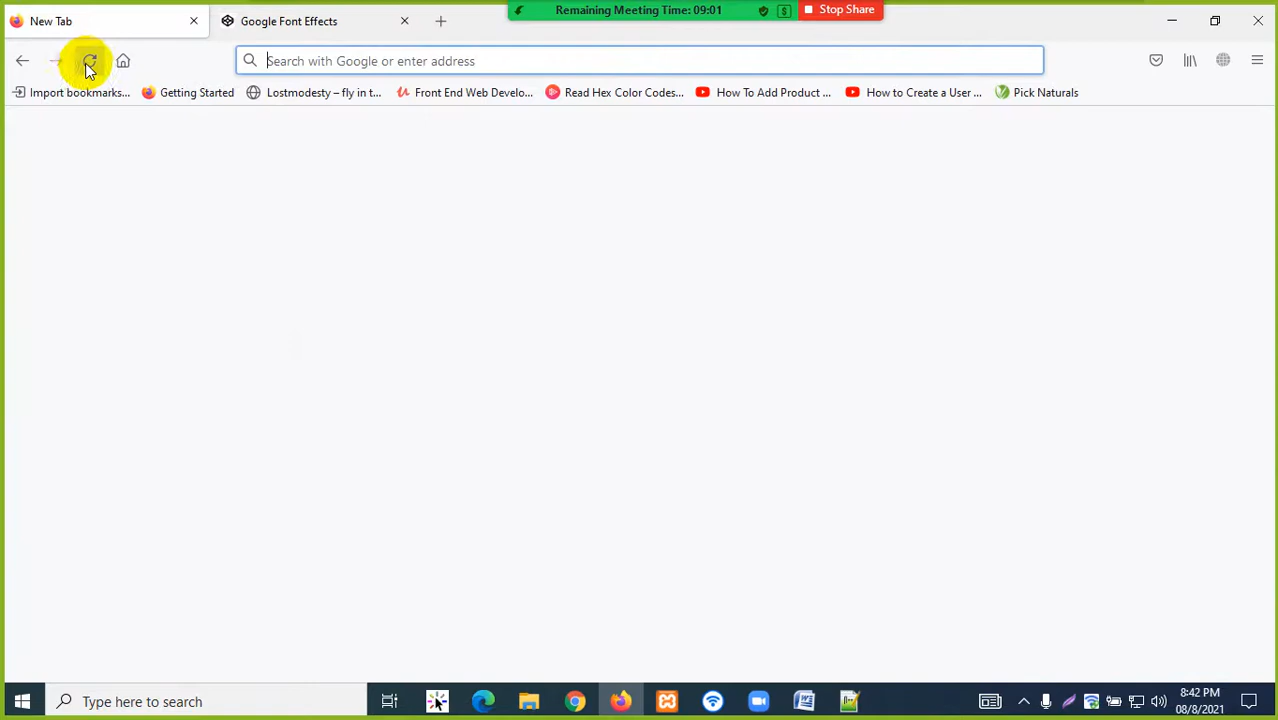 Remaining Meeting Time: 09:01 Stop Share
New Tab Google Font Effects
Search with Google or enter address
Import bookmarks... Getting Started Lostmodesty – fly in t... Front End Web Develo... Read Hex Color Codes... How To Add Product ... How to Create a User ... Pick Naturals
Type here to search
8:42 PM
08/8/2021